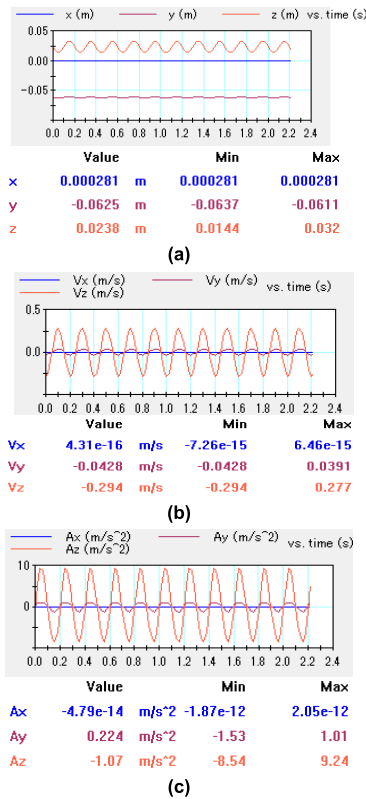 x (m) y (m) z (m) vs. time (s)
0.05
0.00
-0.05
0.0 0.2 0.4 0.6 0.8 1.0 1.2 1.4 1.6 1.8 2.0 2.2 2.4
Value Min Max
x 0.000281 m 0.000281 0.000281
y -0.0625 m -0.0637 -0.0611
z 0.0238 m 0.0144 0.032
(a)
Vx (m/s) Vy (m/s) vs. time (s)
Vz (m/s)
0.5
0.0
0.0 0.2 0.4 0.6 0.8 1.0 1.2 1.4 1.6 1.8 2.0 2.2 2.4
Value Min Max
Vx 4.31e-16 m/s -7.26e-15 6.46e-15
Vy -0.0428 m/s -0.0428 0.0391
Vz -0.294 m/s -0.294 0.277
(b)
Ax (m/s^2) Ay (m/s^2) vs. time (s)
Az (m/s^2)
10
0
0.0 0.2 0.4 0.6 0.8 1.0 1.2 1.4 1.6 1.8 2.0 2.2 2.4
Value Min Max
Ax -4.79e-14 m/s^2 -1.87e-12 2.05e-12
Ay 0.224 m/s^2 -1.53 1.01
Az -1.07 m/s^2 -8.54 9.24
(c)